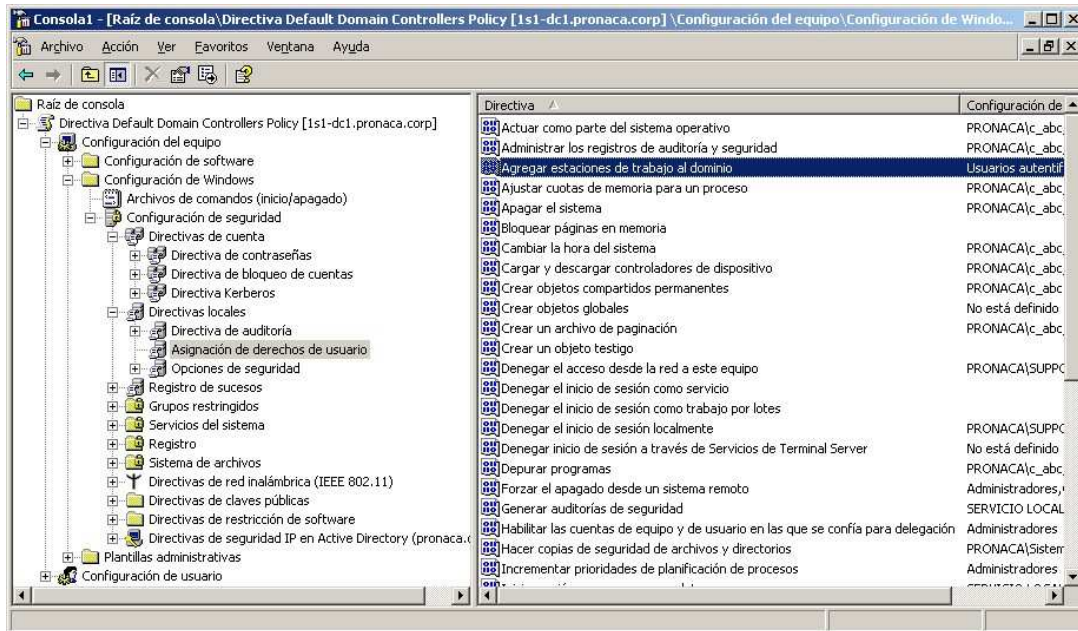 Consola1 - [Raíz de consola\Directiva Default Domain Controllers Policy [1s1-dc1.pronaca.corp] \Configuración del equipo\Configuración de Windo...
Archivo Acción Ver Favoritos Ventana Ayuda
Raíz de consola
Directiva Default Domain Controllers Policy [1s1-dc1.pronaca.corp]
Configuración del equipo
Configuración de software
Configuración de Windows
Archivos de comandos (inicio/apagado)
Configuración de seguridad
Directivas de cuenta
Directiva de contraseñas
Directiva de bloqueo de cuentas
Directiva Kerberos
Directivas locales
Directiva de auditoría
Asignación de derechos de usuario
Opciones de seguridad
Registro de sucesos
Grupos restringidos
Servicios del sistema
Registro
Sistema de archivos
Directivas de red inalámbrica (IEEE 802.11)
Directivas de claves públicas
Directivas de restricción de software
Directivas de seguridad IP en Active Directory (pronaca.c
Plantillas administrativas
Configuración de usuario
Directiva Configuración de
Actuar como parte del sistema operativo PRONACA\c_abc,
Administrar los registros de auditoría y seguridad PRONACA\c_abc,
Agregar estaciones de trabajo al dominio Usuarios autentif
Ajustar cuotas de memoria para un proceso PRONACA\c_abc,
Apagar el sistema PRONACA\c_abc,
Bloquear páginas en memoria
Cambiar la hora del sistema PRONACA\c_abc,
Cargar y descargar controladores de dispositivo PRONACA\c_abc,
Crear objetos compartidos permanentes PRONACA\c_abc
Crear objetos globales No está definido
Crear un archivo de paginación PRONACA\c_abc,
Crear un objeto testigo
Denegar el acceso desde la red a este equipo PRONACA\SUPPO
Denegar el inicio de sesión como servicio
Denegar el inicio de sesión como trabajo por lotes
Denegar el inicio de sesión localmente PRONACA\SUPPO
Denegar inicio de sesión a través de Servicios de Terminal Server No está definido
Depurar programas PRONACA\c_abc,
Forzar el apagado desde un sistema remoto Administradores,
Generar auditorías de seguridad SERVICIO LOCAL
Habilitar las cuentas de equipo y de usuario en las que se confía para delegación Administradores
Hacer copias de seguridad de archivos y directorios PRONACA\Sistem
Incrementar prioridades de planificación de procesos Administradores